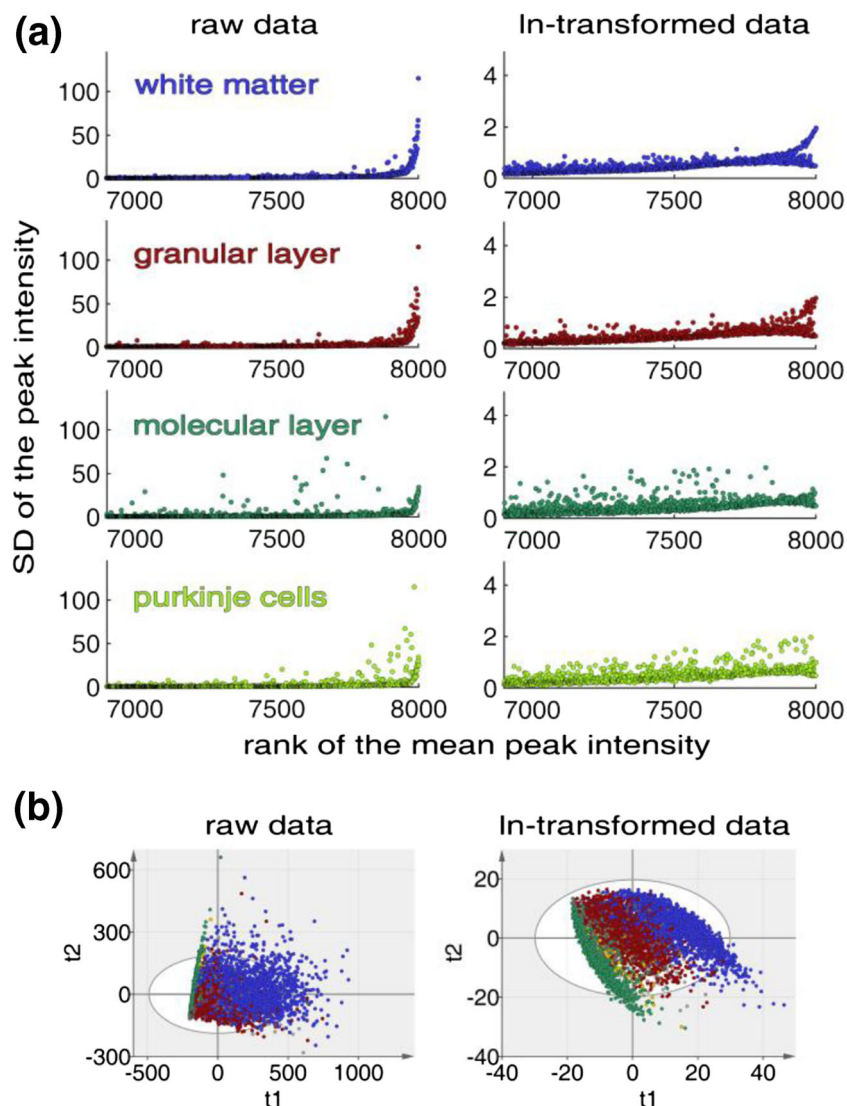 (a)
raw data
ln-transformed data
SD of the peak intensity
white matter
100
50
0
7000 7500 8000
4
2
0
7000 7500 8000
granular layer
100
50
0
7000 7500 8000
4
2
0
7000 7500 8000
molecular layer
100
50
0
7000 7500 8000
4
2
0
7000 7500 8000
purkinje cells
100
50
0
7000 7500 8000
4
2
0
7000 7500 8000
rank of the mean peak intensity
(b)
raw data
ln-transformed data
t2
600
300
0
-300
-500 0 500 1000
t1
t2
20
0
-20
-40
-40 -20 0 20 40
t1